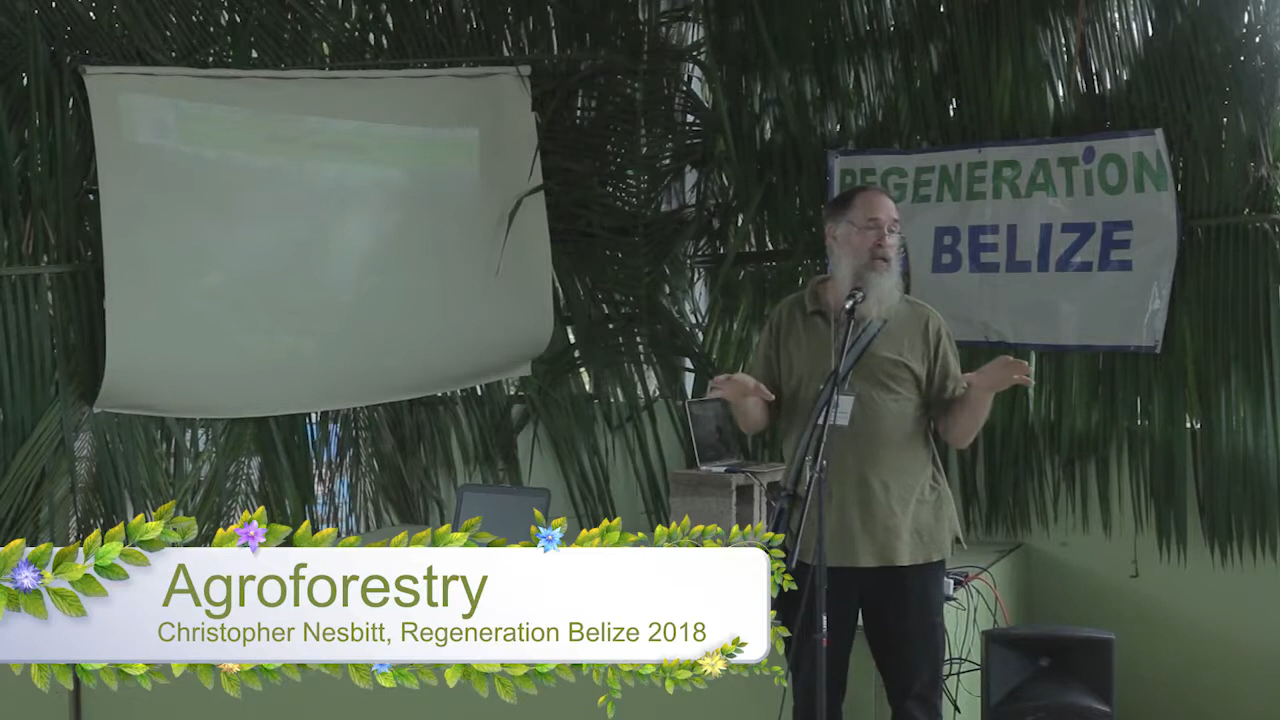 REGENERATION
BELIZE
Agroforestry
Christopher Nesbitt, Regeneration Belize 2018